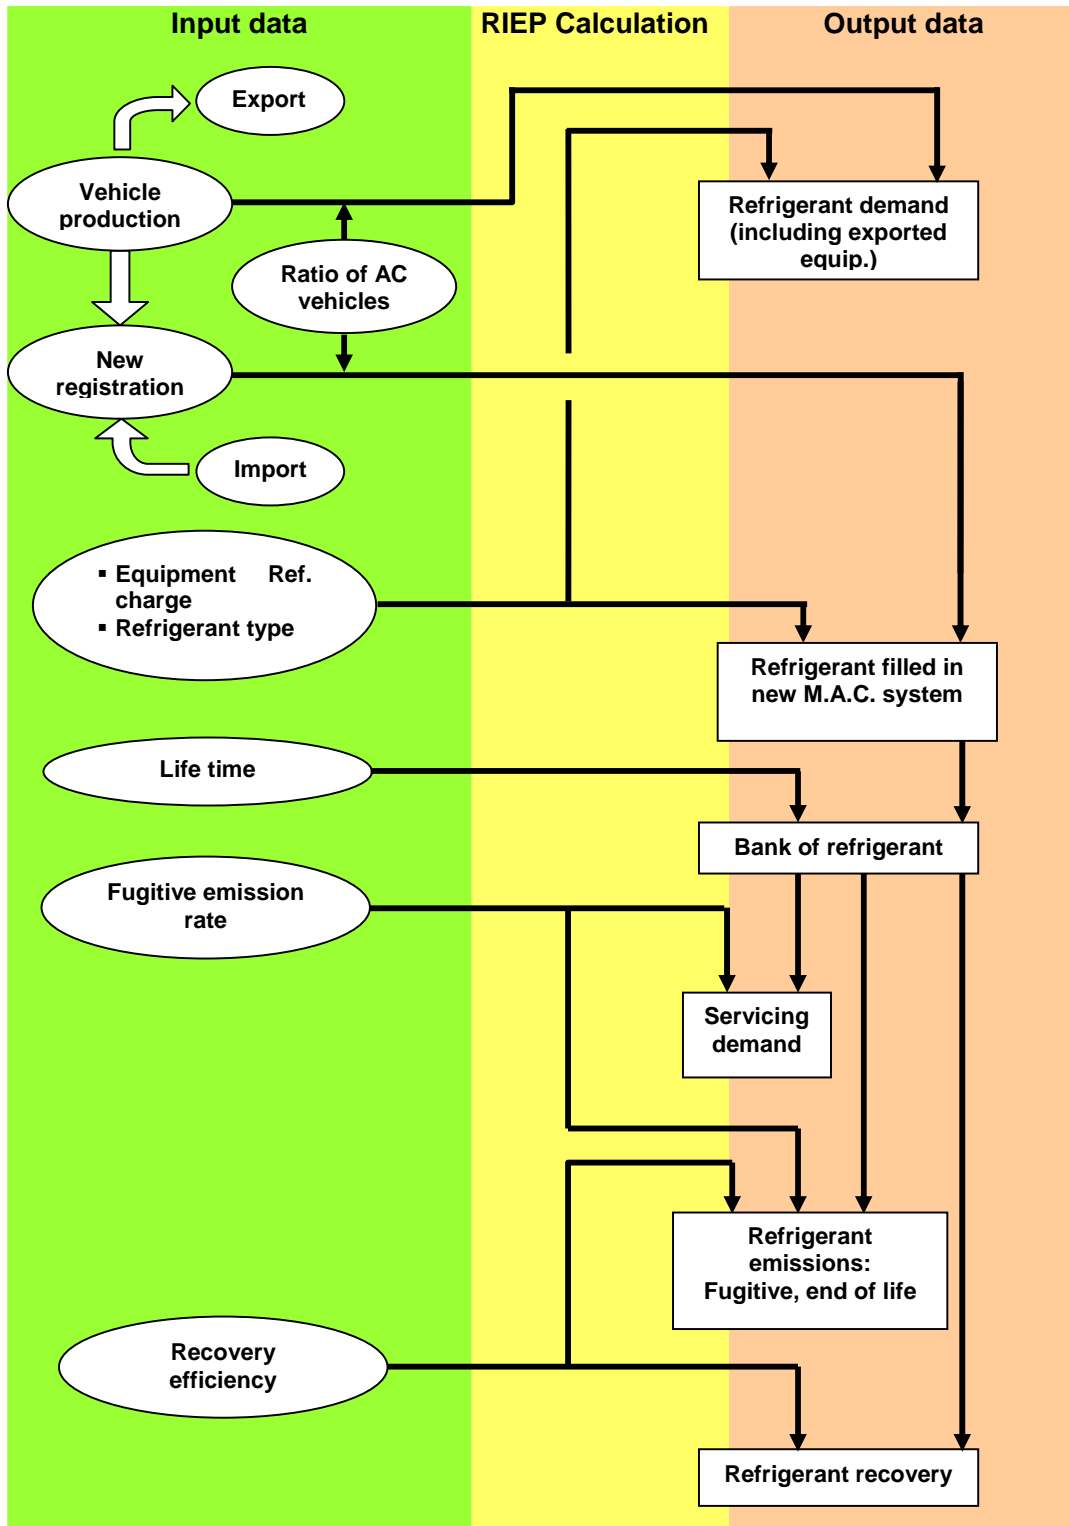 Input data
RIEP Calculation
Output data
Export
Vehicle
production
Refrigerant demand
(including exported
equip.)
Ratio of AC
vehicles
New
registration
Import
▪ Equipment Ref.
charge
▪ Refrigerant type
Refrigerant filled in
new M.A.C. system
Life time
Bank of refrigerant
Fugitive emission
rate
Servicing
demand
Refrigerant
emissions:
Fugitive, end of life
Recovery
efficiency
Refrigerant recovery